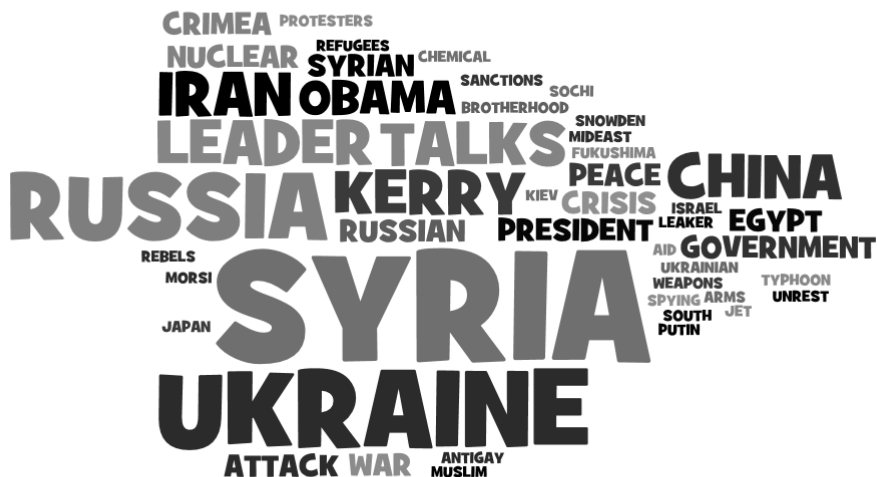 CRIMEA PROTESTERS
REFUGEES
NUCLEAR SYRIAN CHEMICAL
IRAN OBAMA SANCTIONS
SOCHI
BROTHERHOOD
SNOWDEN
LEADER TALKS MIDEAST
FUKUSHIMA
RUSSIA KERRY PEACE CHINA
KIEV CRISIS ISRAEL EGYPT
RUSSIAN PRESIDENT LEAKER
AID GOVERNMENT
REBELS
UKRAINIAN
MORSI SYRIA WEAPONS TYPHOON
SPYING ARMS UNREST
JET
JAPAN SOUTH
PUTIN
UKRAINE
ATTACK WAR ANTIGAY
MUSLIM